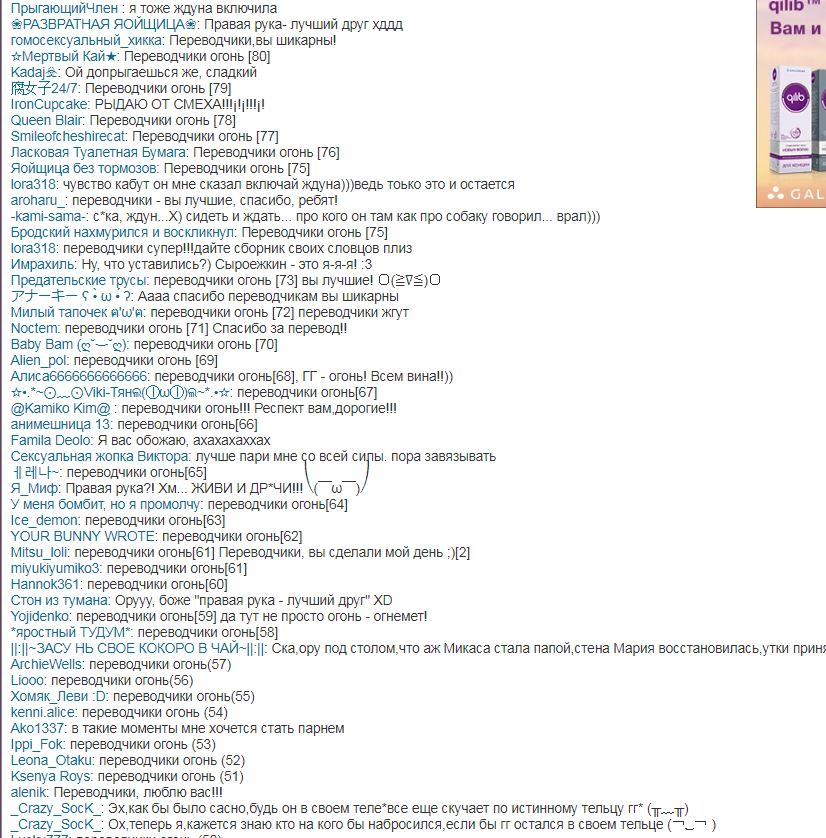 ПрыгающийЧлен : я тоже ждуна включила
❀РАЗВРАТНАЯ ЯОЙЩИЦА❀: Правая рука- лучший друг хддд
гомосексуальный_хикка: Переводчики,вы шикарны!
☆Мертвый Кай★: Переводчики огонь [80]
Kadaj☠: Ой допрыгаешься же, сладкий
腐女子24/7: Переводчики огонь [79]
IronCupcake: РЫДАЮ ОТ СМЕХА!!!¡!¡!!¡!
Queen Blair: Переводчики огонь [78]
Smileofcheshirecat: Переводчики огонь [77]
Ласковая Туалетная Бумага: Переводчики огонь [76]
Яойщица без тормозов: Переводчики огонь [75]
lora318: чувство кабут он мне сказал включай ждуна)))ведь тоько это и остается
aroharu_: переводчики - вы лучшие, спасибо, ребят!
-kami-sama-: с*ка, ждун...Х) сидеть и ждать... про кого он там как про собаку говорил... врал)))
Бродский нахмурился и воскликнул: Переводчики огонь [75]
lora318: переводчики супер!!!дайте сборник своих словцов плиз
Имрахиль: Ну, что уставились?) Сыроежкин - это я-я-я! :3
Предательские трусы: переводчики огонь [73] вы лучшие! O(≧∇≦)O
アナーキー ʕ •̀ ω •́ ʔ: Аааа спасибо переводчикам вы шикарны
Милый тапочек ฅ'ω'ฅ: переводчики огонь [72] переводчики жгут
Noctem: переводчики огонь [71] Спасибо за перевод!!
Baby Bam (ღ˘⌣˘ღ): переводчики огонь [70]
Alien_pol: переводчики огонь [69]
Алиса6666666666666: переводчики огонь[68], ГГ - огонь! Всем вина!!))
☆•.*~⊙﹏⊙Viki-Тянฅ(ↀωↀ)ฅ~*.•☆: переводчики огонь[67]
@Kamiko Kim@ : переводчики огонь!!! Респект вам,дорогие!!!
анимешница 13: переводчики огонь[66]
Famila Deolo: Я вас обожаю, ахахахаххах
Сексуальная жопка Виктора: лучше пари мне со всей силы. пора завязывать
ㅔ레나~: переводчики огонь[65]
Я_Миф: Правая рука?! Хм... ЖИВИ И ДР*ЧИ!!! ⎝(￣ω￣)⎠
У меня бомбит, но я промолчу: переводчики огонь[64]
Ice_demon: переводчики огонь[63]
YOUR BUNNY WROTE: переводчики огонь[62]
Mitsu_loli: переводчики огонь[61] Переводчики, вы сделали мой день ;)[2]
miyukiyumiko3: переводчики огонь[61]
Hannok361: переводчики огонь[60]
Стон из тумана: Орууу, боже "правая рука - лучший друг" XD
Yojidenko: переводчики огонь[59] да тут не просто огонь - огнемет!
*яростный ТУДУМ*: переводчики огонь[58]
||:||~ЗАСУ НЬ СВОЕ КОКОРО В ЧАЙ~||:||: Ска,ору под столом,что аж Микаса стала папой,стена Мария восстановилась,утки приня
ArchieWells: переводчики огонь(57)
Liooo: переводчики огонь(56)
Хомяк_Леви :D: переводчики огонь(55)
kenni.alice: переводчики огонь (54)
Ako1337: в такие моменты мне хочется стать парнем
Ippi_Fok: переводчики огонь (53)
Leona_Otaku: переводчики огонь (52)
Ksenya Roys: переводчики огонь (51)
alenik: Переводчики, люблю вас!!!
_Crazy_SocK_: Эх,как бы было сасно,будь он в своем теле*все еще скучает по истинному тельцу гг* (╥﹏╥)
_Crazy_SocK_: Ох,теперь я,кажется знаю кто на кого бы набросился,если бы гг остался в своем тельце (￢‿￢ )
qilib™
Вам и
qilib
GAL